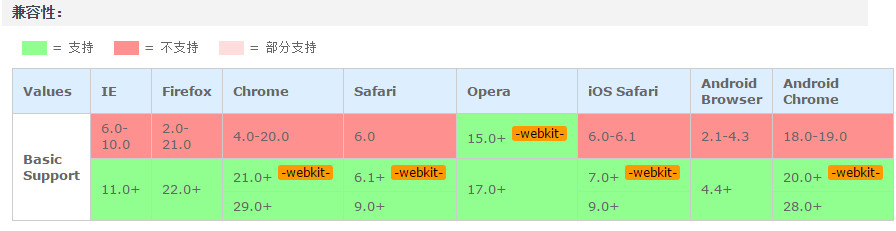 兼容性：
= 支持 = 不支持 = 部分支持
Values IE Firefox Chrome Safari Opera iOS Safari Android Browser Android Chrome
Basic Support
6.0-10.0 2.0-21.0 4.0-20.0 6.0 15.0+ -webkit- 6.0-6.1 2.1-4.3 18.0-19.0
11.0+ 22.0+ 21.0+ -webkit- 6.1+ -webkit- 17.0+ 7.0+ -webkit- 4.4+ 20.0+ -webkit-
29.0+ 9.0+ 9.0+ 28.0+